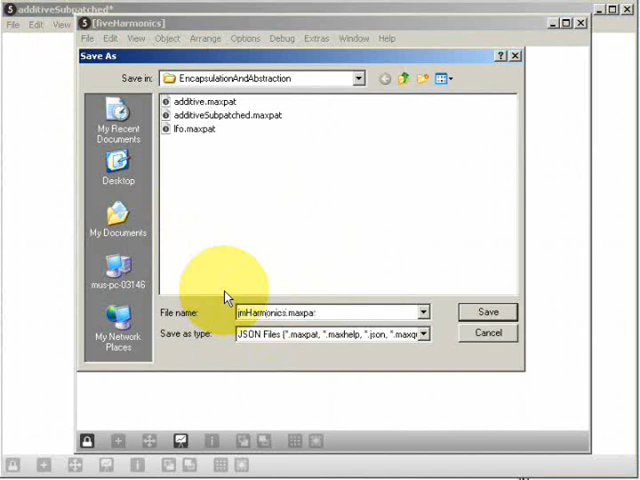 additiveSubpatched*
File Edit View
[fiveHarmonics]
File Edit View Object Arrange Options Debug Extras Window Help
Save As
Save in: EncapsulationAndAbstraction
additive.maxpat
additiveSubpatched.maxpat
lfo.maxpat
My Recent
Documents
Desktop
My Documents
mus-pc-03146
My Network
Places
File name: jmHarmonics.maxpat
Save
Save as type: JSON Files (*.maxpat, *.maxhelp, *.json, *.maxq
Cancel